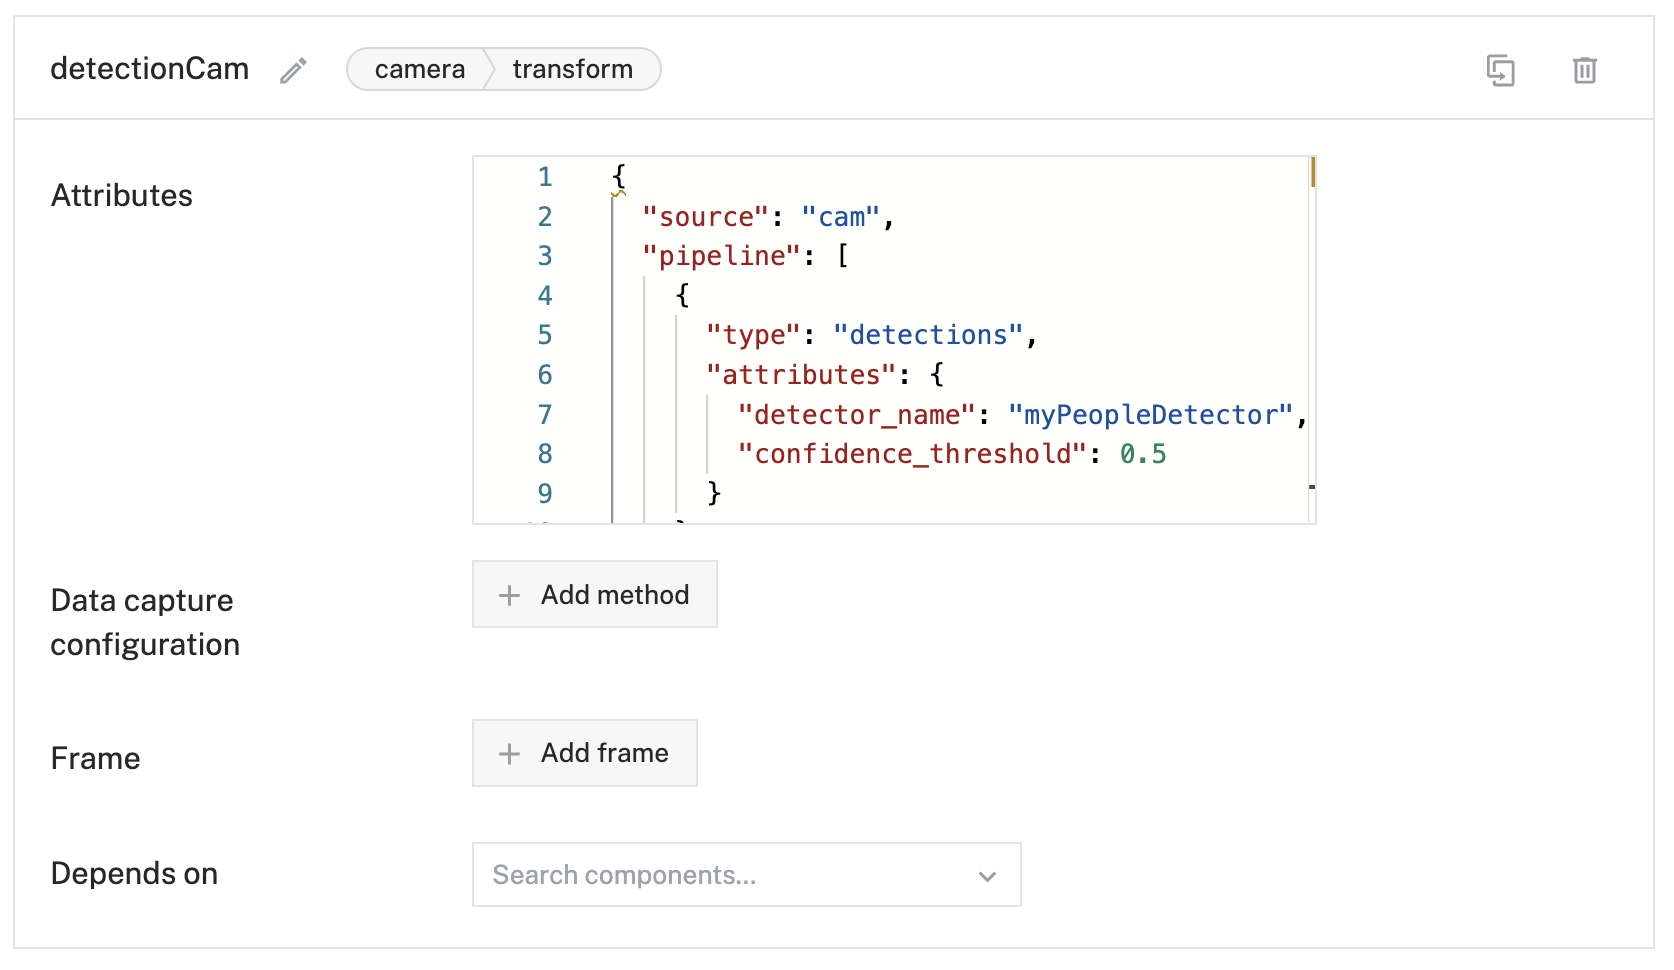 detectionCam camera transform
Attributes
1 {
2 "source": "cam",
3 "pipeline": [
4 {
5 "type": "detections",
6 "attributes": {
7 "detector_name": "myPeopleDetector",
8 "confidence_threshold": 0.5
9 }
Data capture
configuration
+ Add method
Frame
+ Add frame
Depends on
Search components...